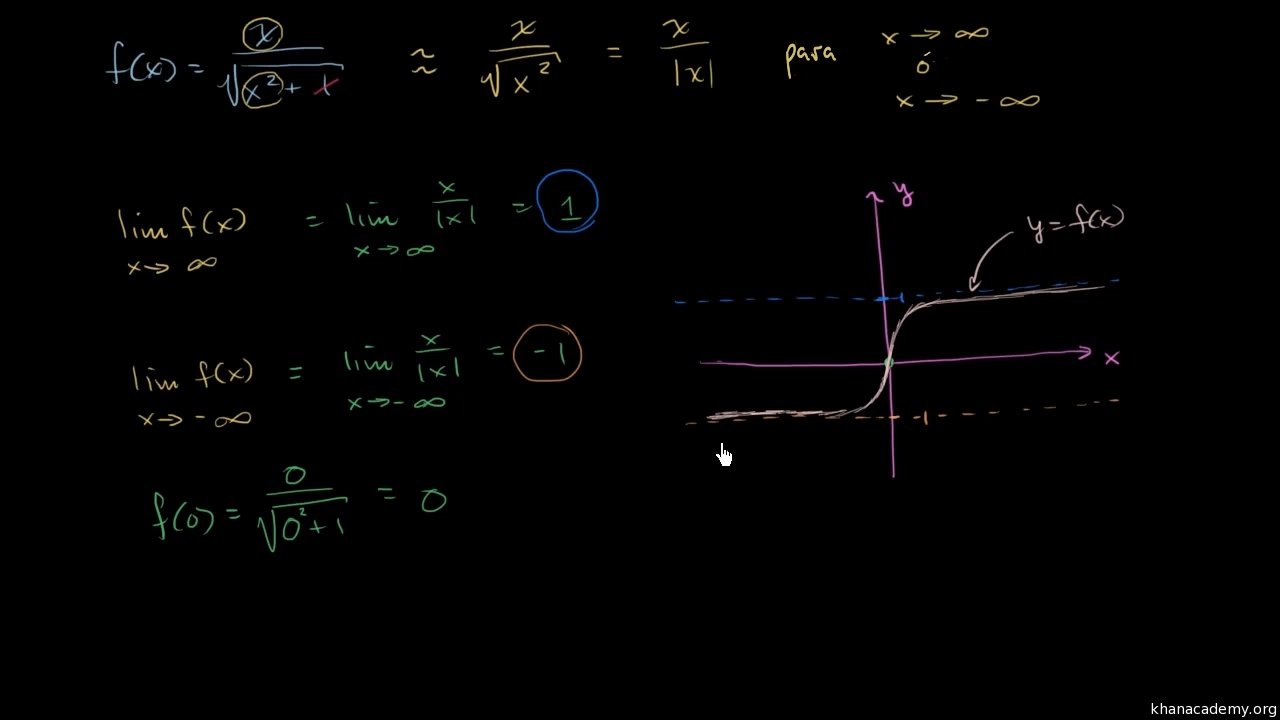 f(x) = x / √(x² + 1) ≈ x / √(x²) = x / |x| para x → ∞
ó
x → -∞
lim f(x) = lim x / |x| = 1
x → ∞ x → ∞
lim f(x) = lim x / |x| = -1
x → -∞ x → -∞
f(0) = 0 / √(0² + 1) = 0
y
y = f(x)
1
x
-1
khanacademy.org